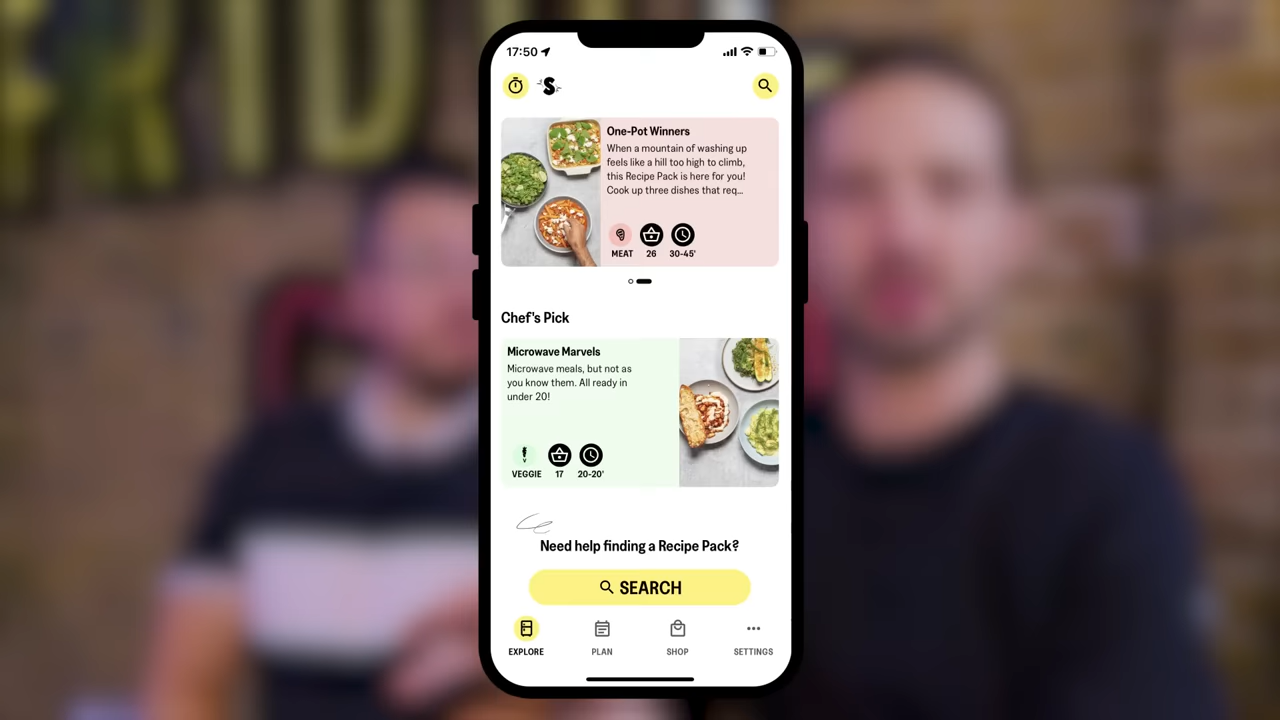 17:50
S
One-Pot Winners
When a mountain of washing up
feels like a hill too high to climb,
this Recipe Pack is here for you!
Cook up three dishes that req...
MEAT 26 30-45'
Chef's Pick
Microwave Marvels
Microwave meals, but not as
you know them. All ready in
under 20!
V
VEGGIE 17 20-20'
Need help finding a Recipe Pack?
SEARCH
EXPLORE PLAN SHOP SETTINGS